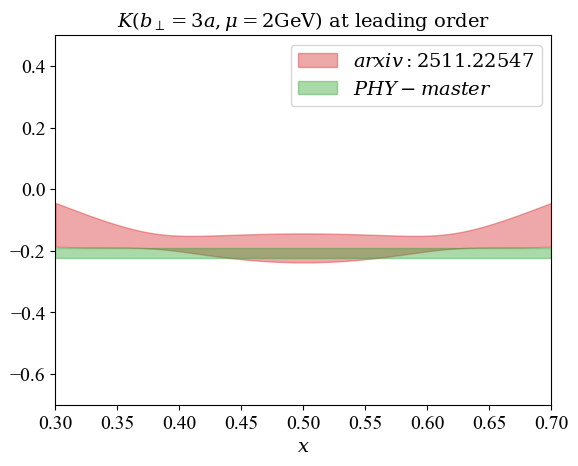 K(b⊥ = 3a, μ = 2GeV) at leading order
arxiv : 2511.22547
PHY − master
0.4
0.2
0.0
−0.2
−0.4
−0.6
0.30 0.35 0.40 0.45 0.50 0.55 0.60 0.65 0.70
x